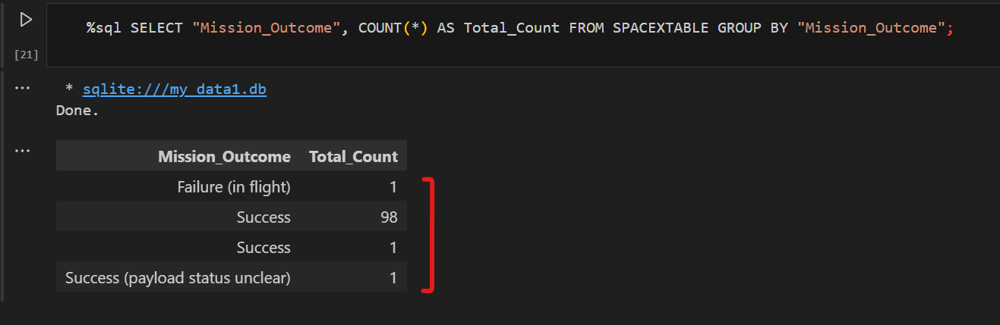 %sql SELECT "Mission_Outcome", COUNT(*) AS Total_Count FROM SPACEXTABLE GROUP BY "Mission_Outcome";
[21]
... * sqlite:///my_data1.db
Done.
...
Mission_Outcome Total_Count
Failure (in flight) 1
Success 98
Success 1
Success (payload status unclear) 1